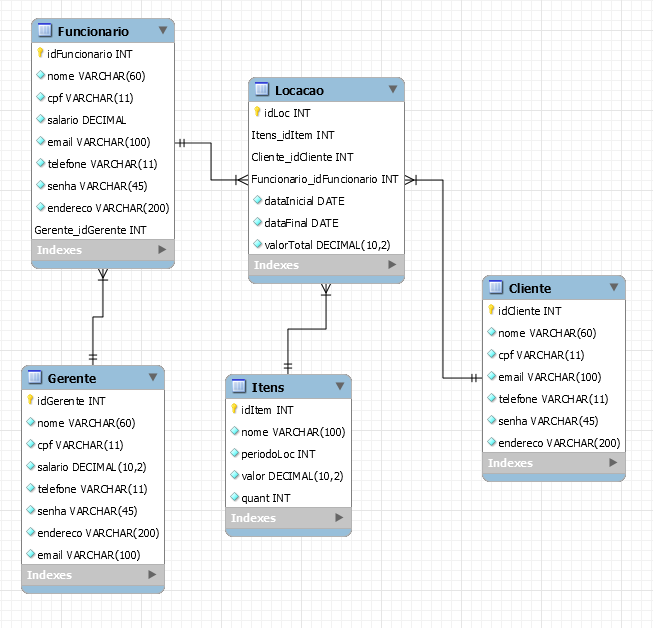 Funcionario
idFuncionario INT
nome VARCHAR(60)
cpf VARCHAR(11)
salario DECIMAL
email VARCHAR(100)
telefone VARCHAR(11)
senha VARCHAR(45)
endereco VARCHAR(200)
Gerente_idGerente INT
Indexes
Locacao
idLoc INT
Itens_idItem INT
Cliente_idCliente INT
Funcionario_idFuncionario INT
dataInicial DATE
dataFinal DATE
valorTotal DECIMAL(10,2)
Indexes
Cliente
idCliente INT
nome VARCHAR(60)
cpf VARCHAR(11)
email VARCHAR(100)
telefone VARCHAR(11)
senha VARCHAR(45)
endereco VARCHAR(200)
Indexes
Gerente
idGerente INT
nome VARCHAR(60)
cpf VARCHAR(11)
salario DECIMAL(10,2)
telefone VARCHAR(11)
senha VARCHAR(45)
endereco VARCHAR(200)
email VARCHAR(100)
Indexes
Itens
idItem INT
nome VARCHAR(100)
periodoLoc INT
valor DECIMAL(10,2)
quant INT
Indexes